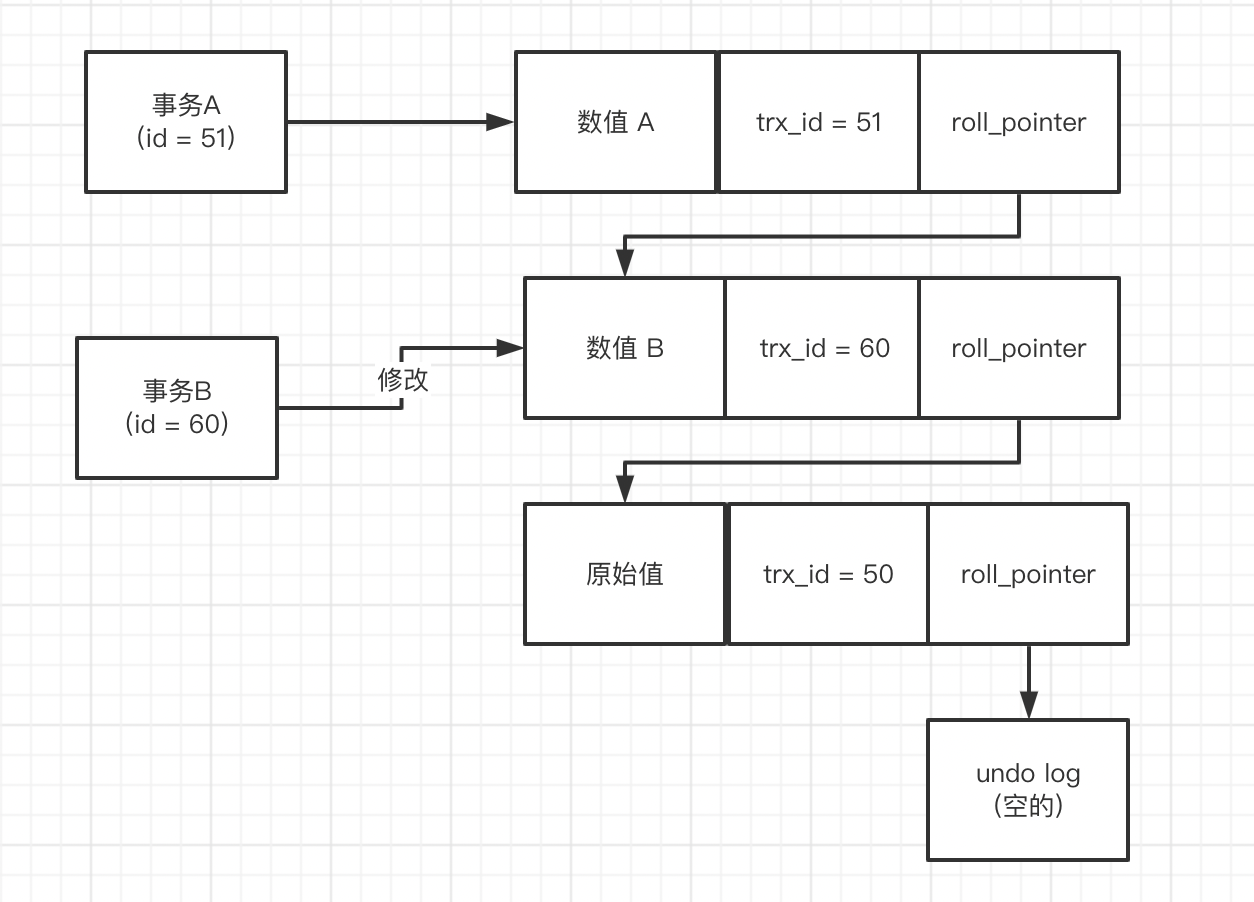 事务A
(id = 51)
数值 A
trx_id = 51
roll_pointer
数值 B
trx_id = 60
roll_pointer
修改
事务B
(id = 60)
原始值
trx_id = 50
roll_pointer
undo log
(空的)